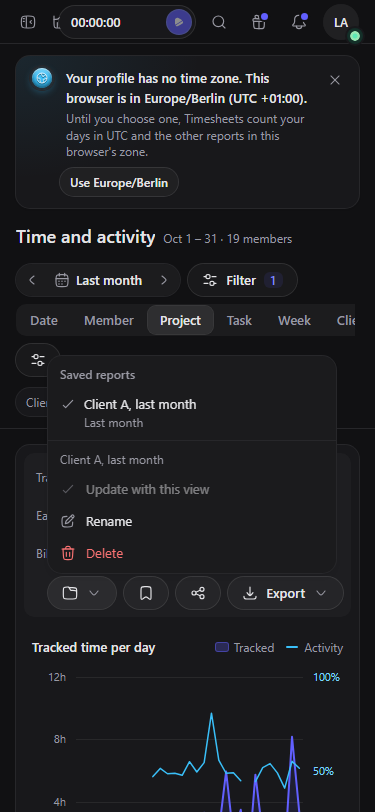 00:00:00
LA
Your profile has no time zone. This
browser is in Europe/Berlin (UTC +01:00).
Until you choose one, Timesheets count your
days in UTC and the other reports in this
browser's zone.
Use Europe/Berlin
Time and activity Oct 1 – 31 · 19 members
Last month
Filter 1
Date Member Project Task Week
Saved reports
Client A, last month
Last month
Client A, last month
Update with this view
Rename
Delete
Export
Tracked time per day
Tracked Activity
12h 100%
8h
50%
4h